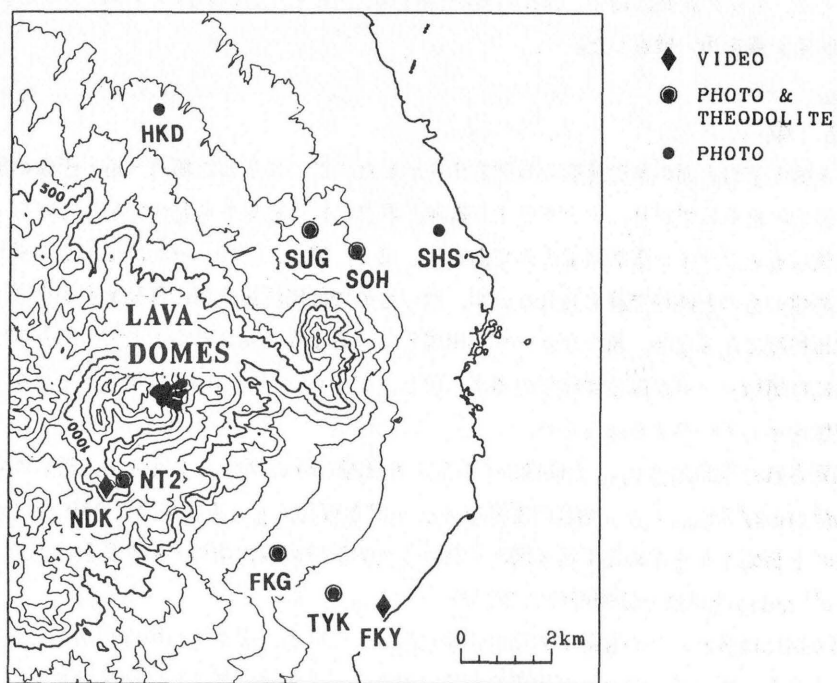 VIDEO
PHOTO &
THEODOLITE
PHOTO
HKD
500
SUG
SOH
SHS
LAVA
DOMES
1000
NT2
NDK
FKG
TYK
FKY
0 2km